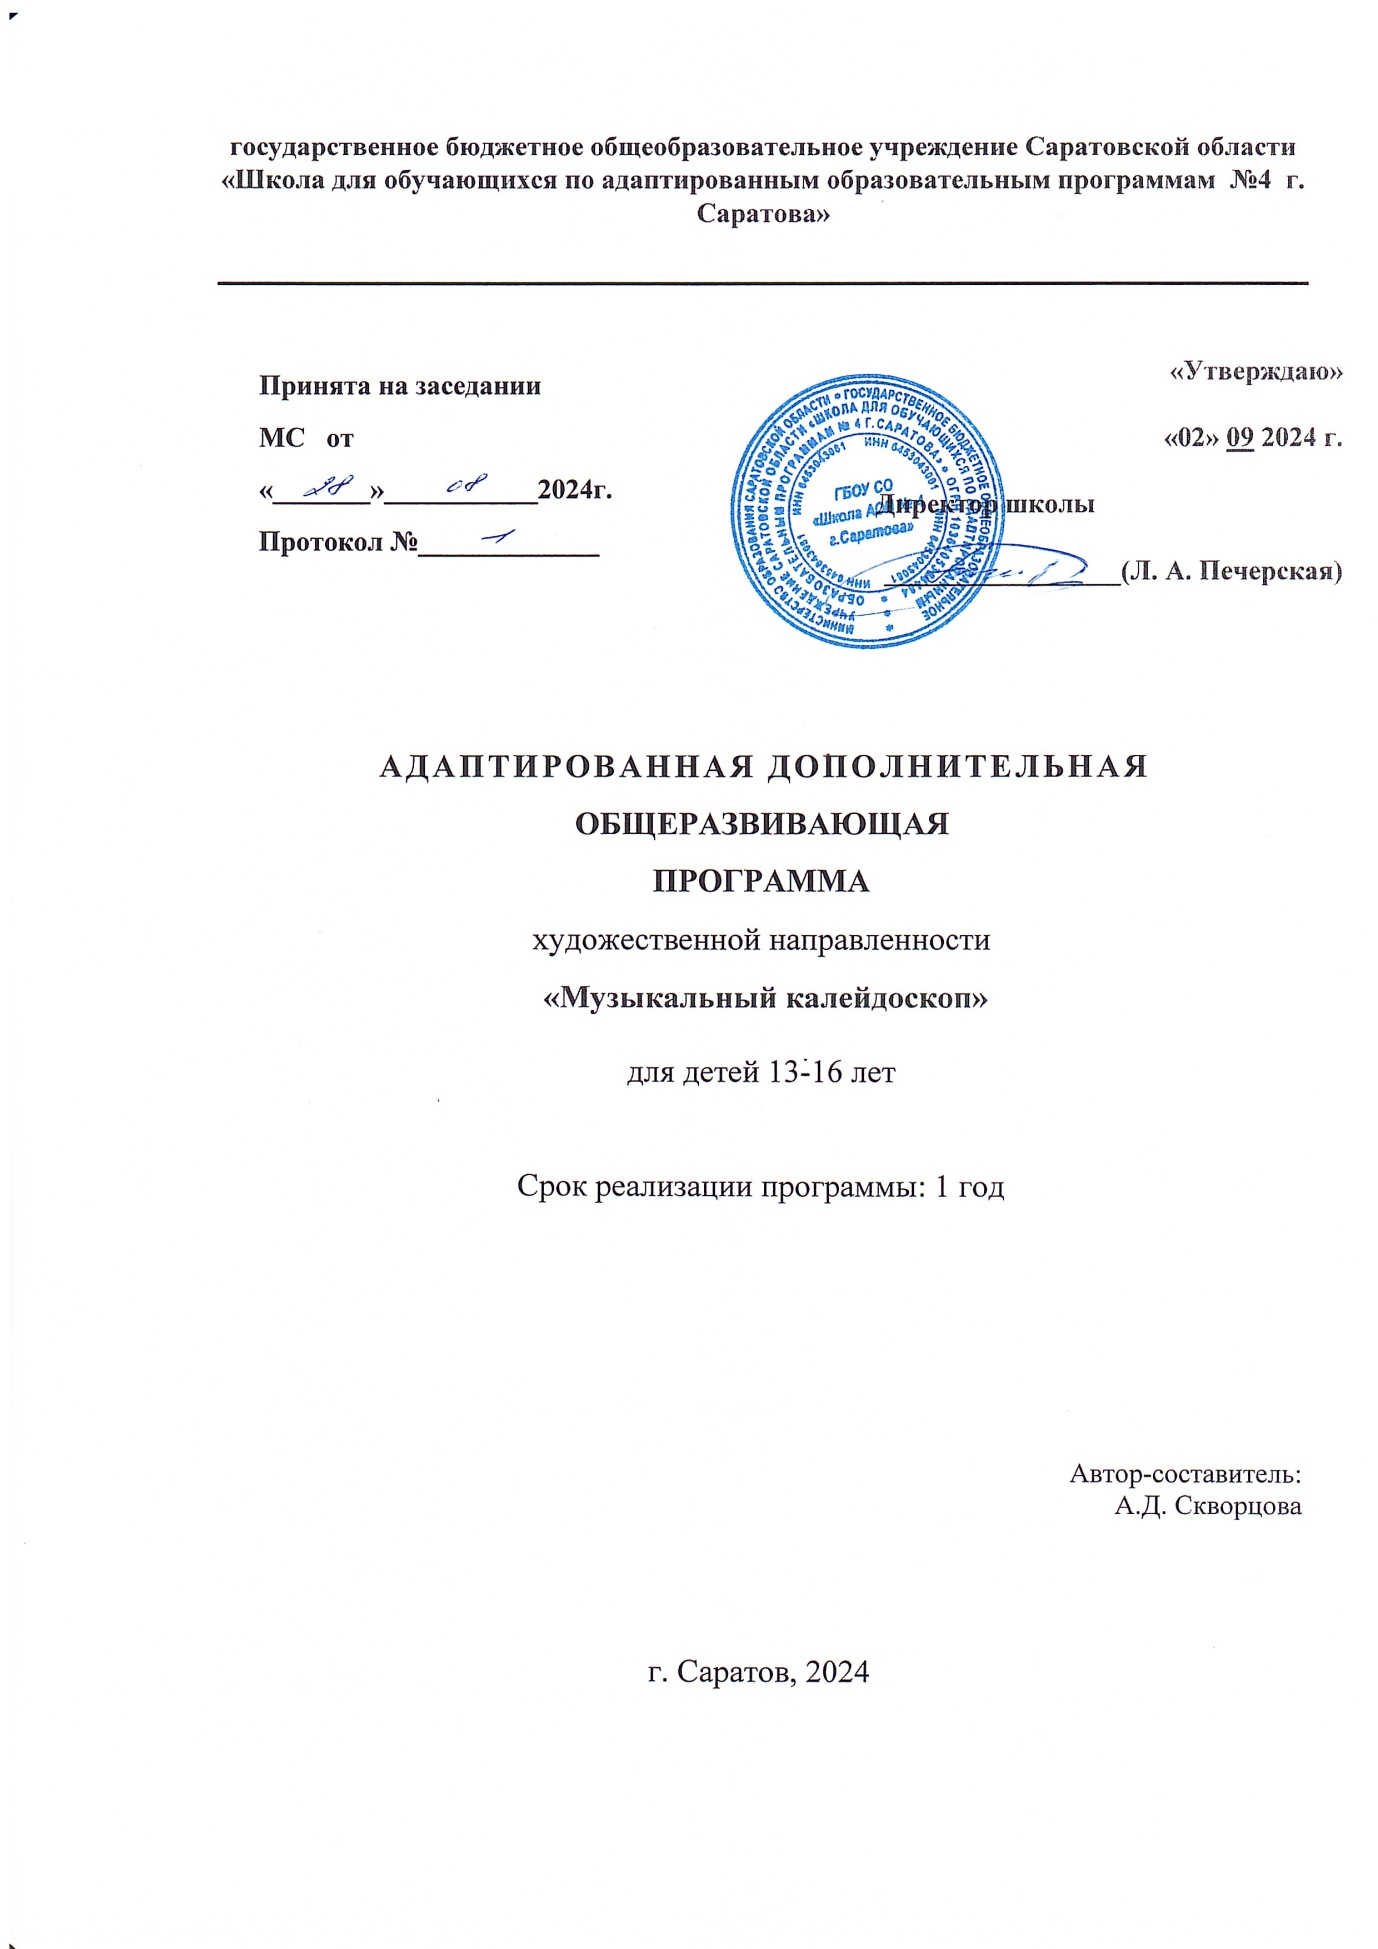 государственное бюджетное общеобразовательное учреждение Саратовской области
«Школа для обучающихся по адаптированным образовательным программам №4 г.
Саратова»
Принята на заседании
МС от
«28» 08 2024г.
Протокол № 1
«Утверждаю»
«02» 09 2024 г.
Директор школы
(Л. А. Печерская)
ГБОУ СО
«Школа
г.Саратова»
ИНН 6453043081
АДАПТИРОВАННАЯ ДОПОЛНИТЕЛЬНАЯ
ОБЩЕРАЗВИВАЮЩАЯ
ПРОГРАММА
художественной направленности
«Музыкальный калейдоскоп»
для детей 13-16 лет
Срок реализации программы: 1 год
Автор-составитель:
А.Д. Скворцова
г. Саратов, 2024